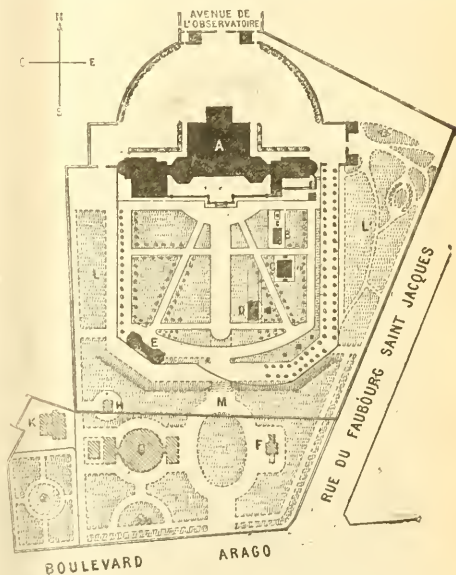 AVENUE DE
L'OBSERVATOIRE
N
E
S
A
B
C
D
L
L
E
H
M
K
G
F
RUE DU FAUBOURG SAINT JACQUES
BOULEVARD ARAGO